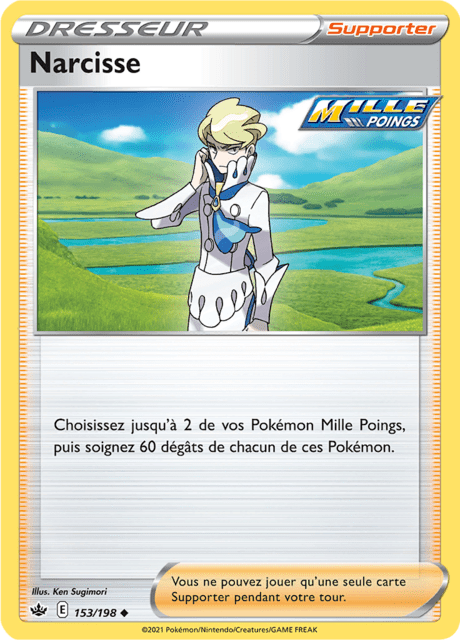 DRESSEUR
Supporter
Narcisse
MILLE
POINGS
Choisissez jusqu'à 2 de vos Pokémon Mille Poings,
puis soignez 60 dégâts de chacun de ces Pokémon.
Illus. Ken Sugimori
E 153/198
Vous ne pouvez jouer qu'une seule carte
Supporter pendant votre tour.
©2021 Pokémon/Nintendo/Creatures/GAME FREAK